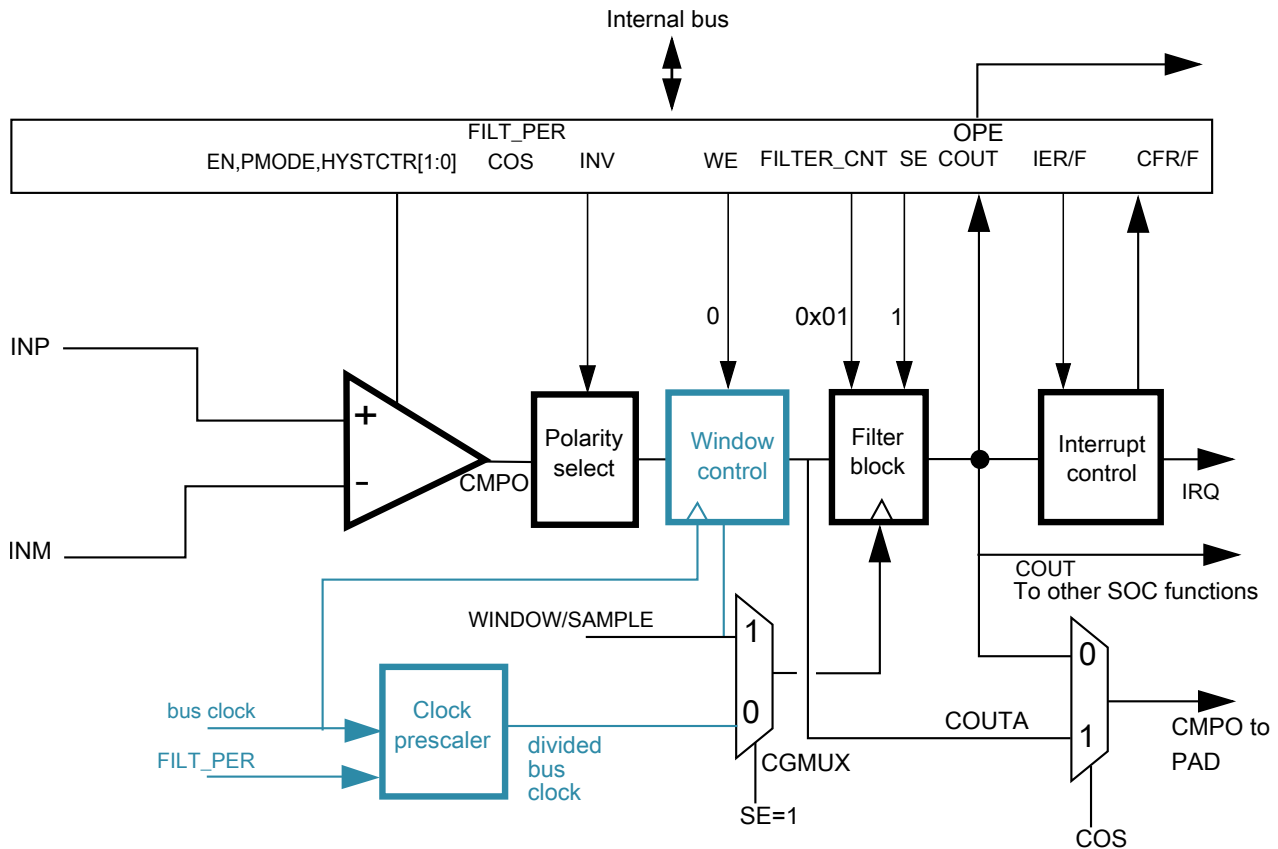 Internal bus
FILT_PER
OPE
EN,PMODE,HYSTCTR[1:0]
COS
INV
WE
FILTER_CNT
SE
COUT
IER/F
CFR/F
0
0x01
1
INP
+
-
INM
CMPO
Polarity
select
Window
control
Filter
block
Interrupt
control
IRQ
COUT
To other SOC functions
WINDOW/SAMPLE
1
0
CGMUX
SE=1
bus clock
FILT_PER
Clock
prescaler
divided
bus
clock
COUTA
0
1
COS
CMPO to
PAD